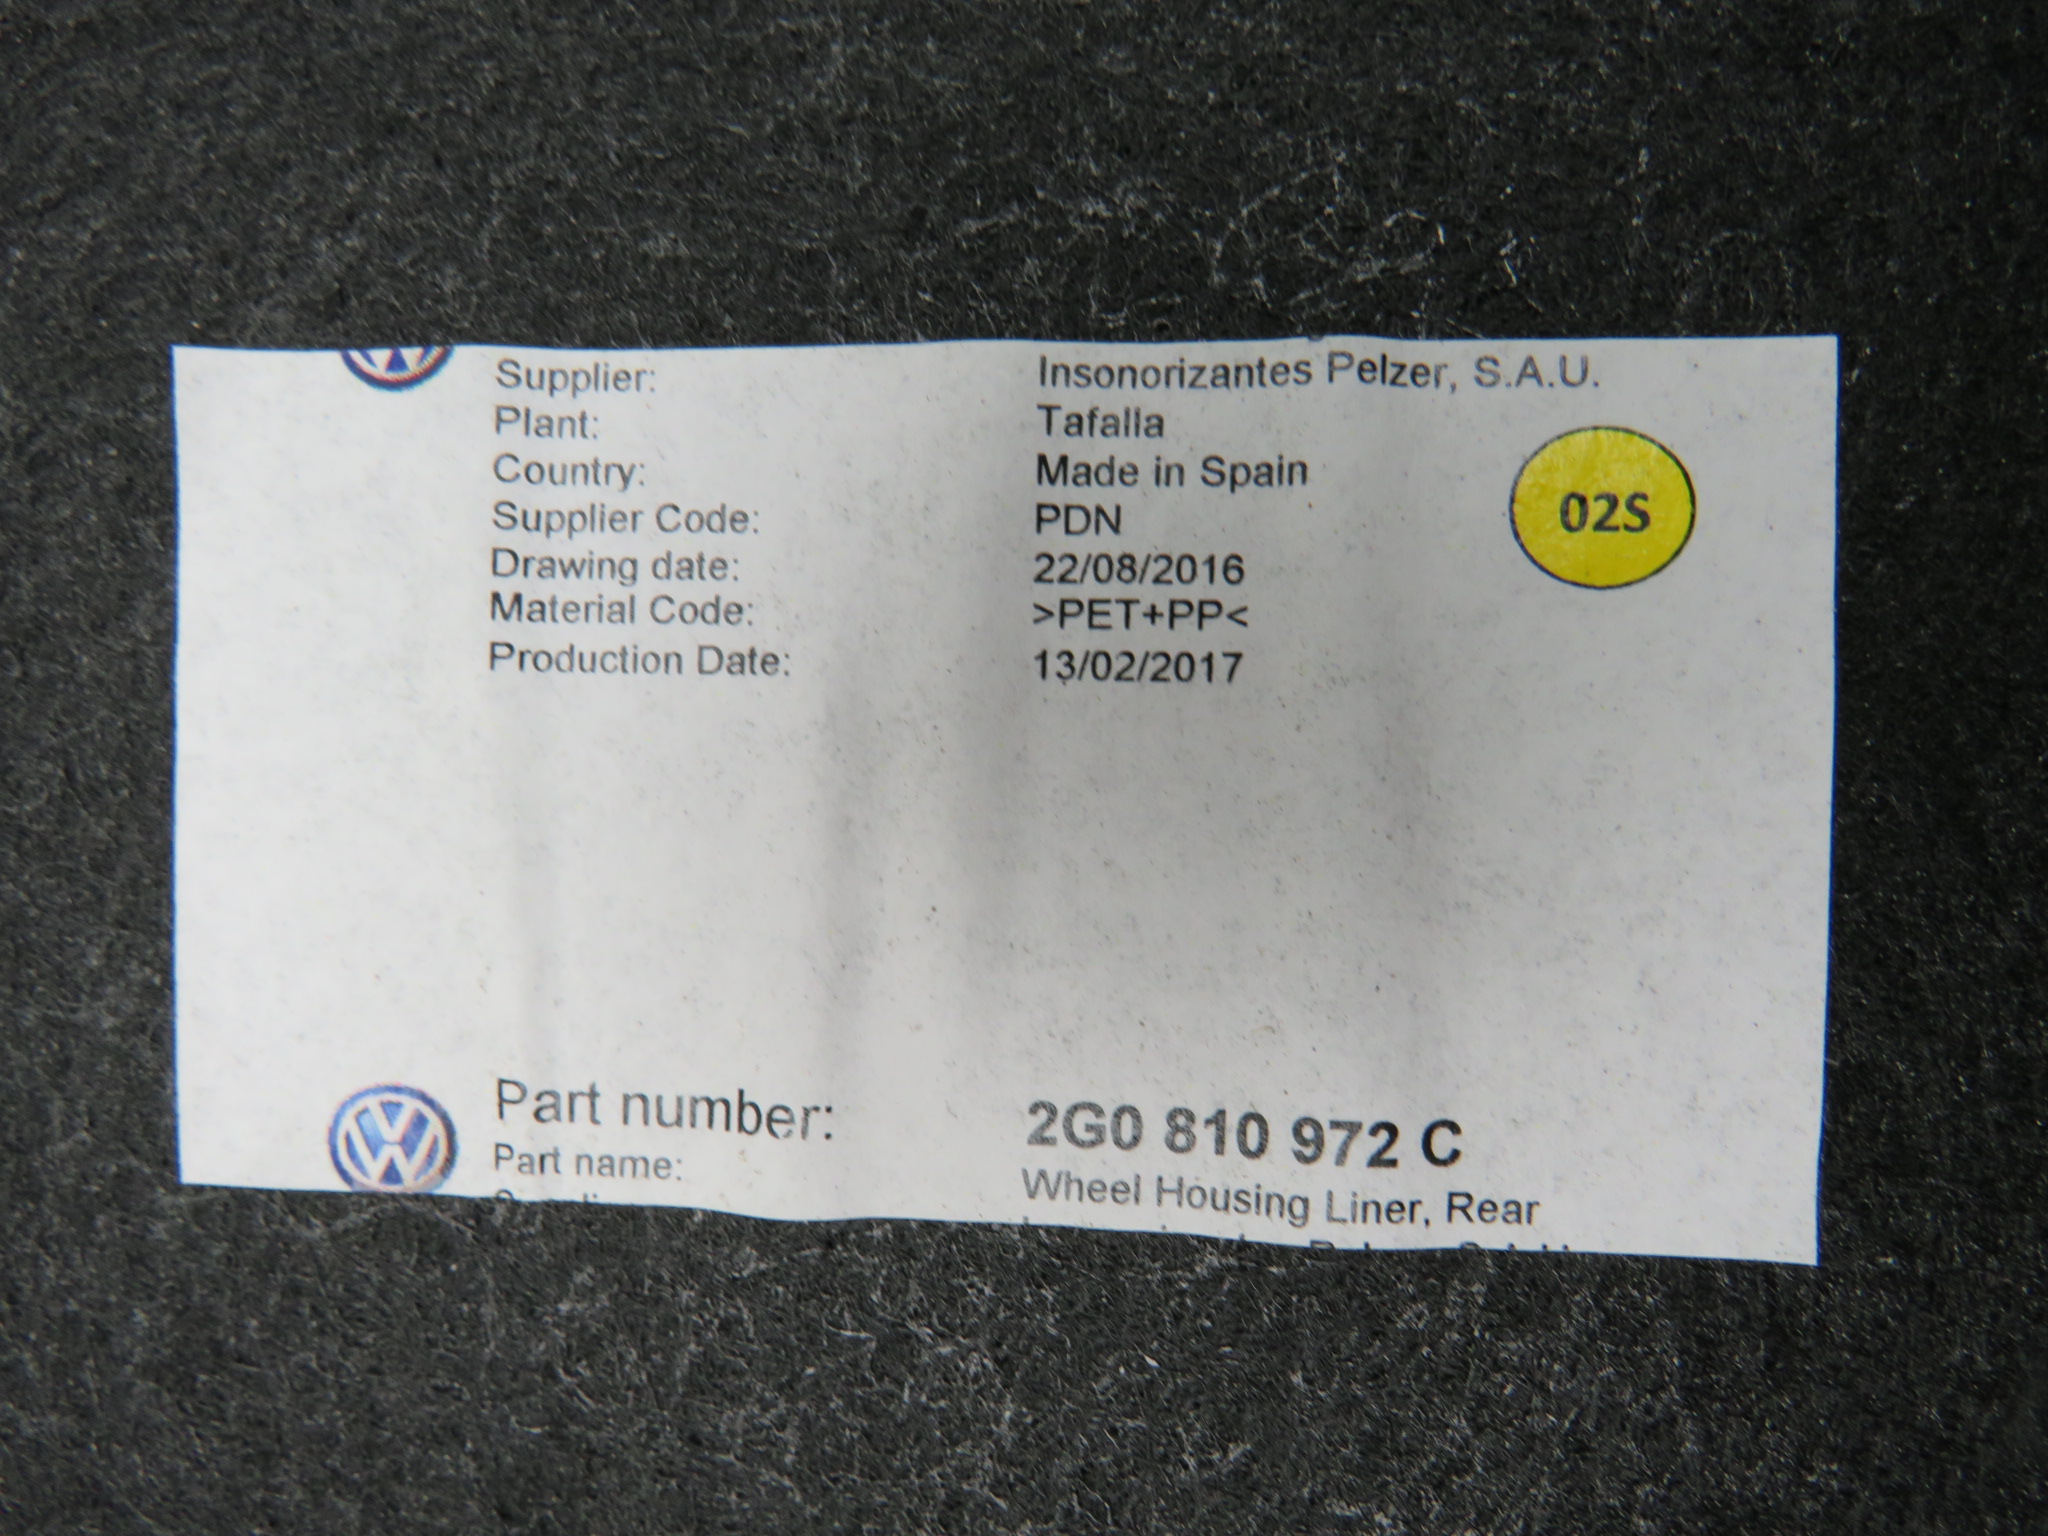 Supplier: Insonorizantes Pelzer, S.A.U.
Plant: Tafalla
Country: Made in Spain
Supplier Code: PDN
02S
Drawing date: 22/08/2016
Material Code: >PET+PP<
Production Date: 13/02/2017
Part number: 2G0 810 972 C
Part name: Wheel Housing Liner, Rear